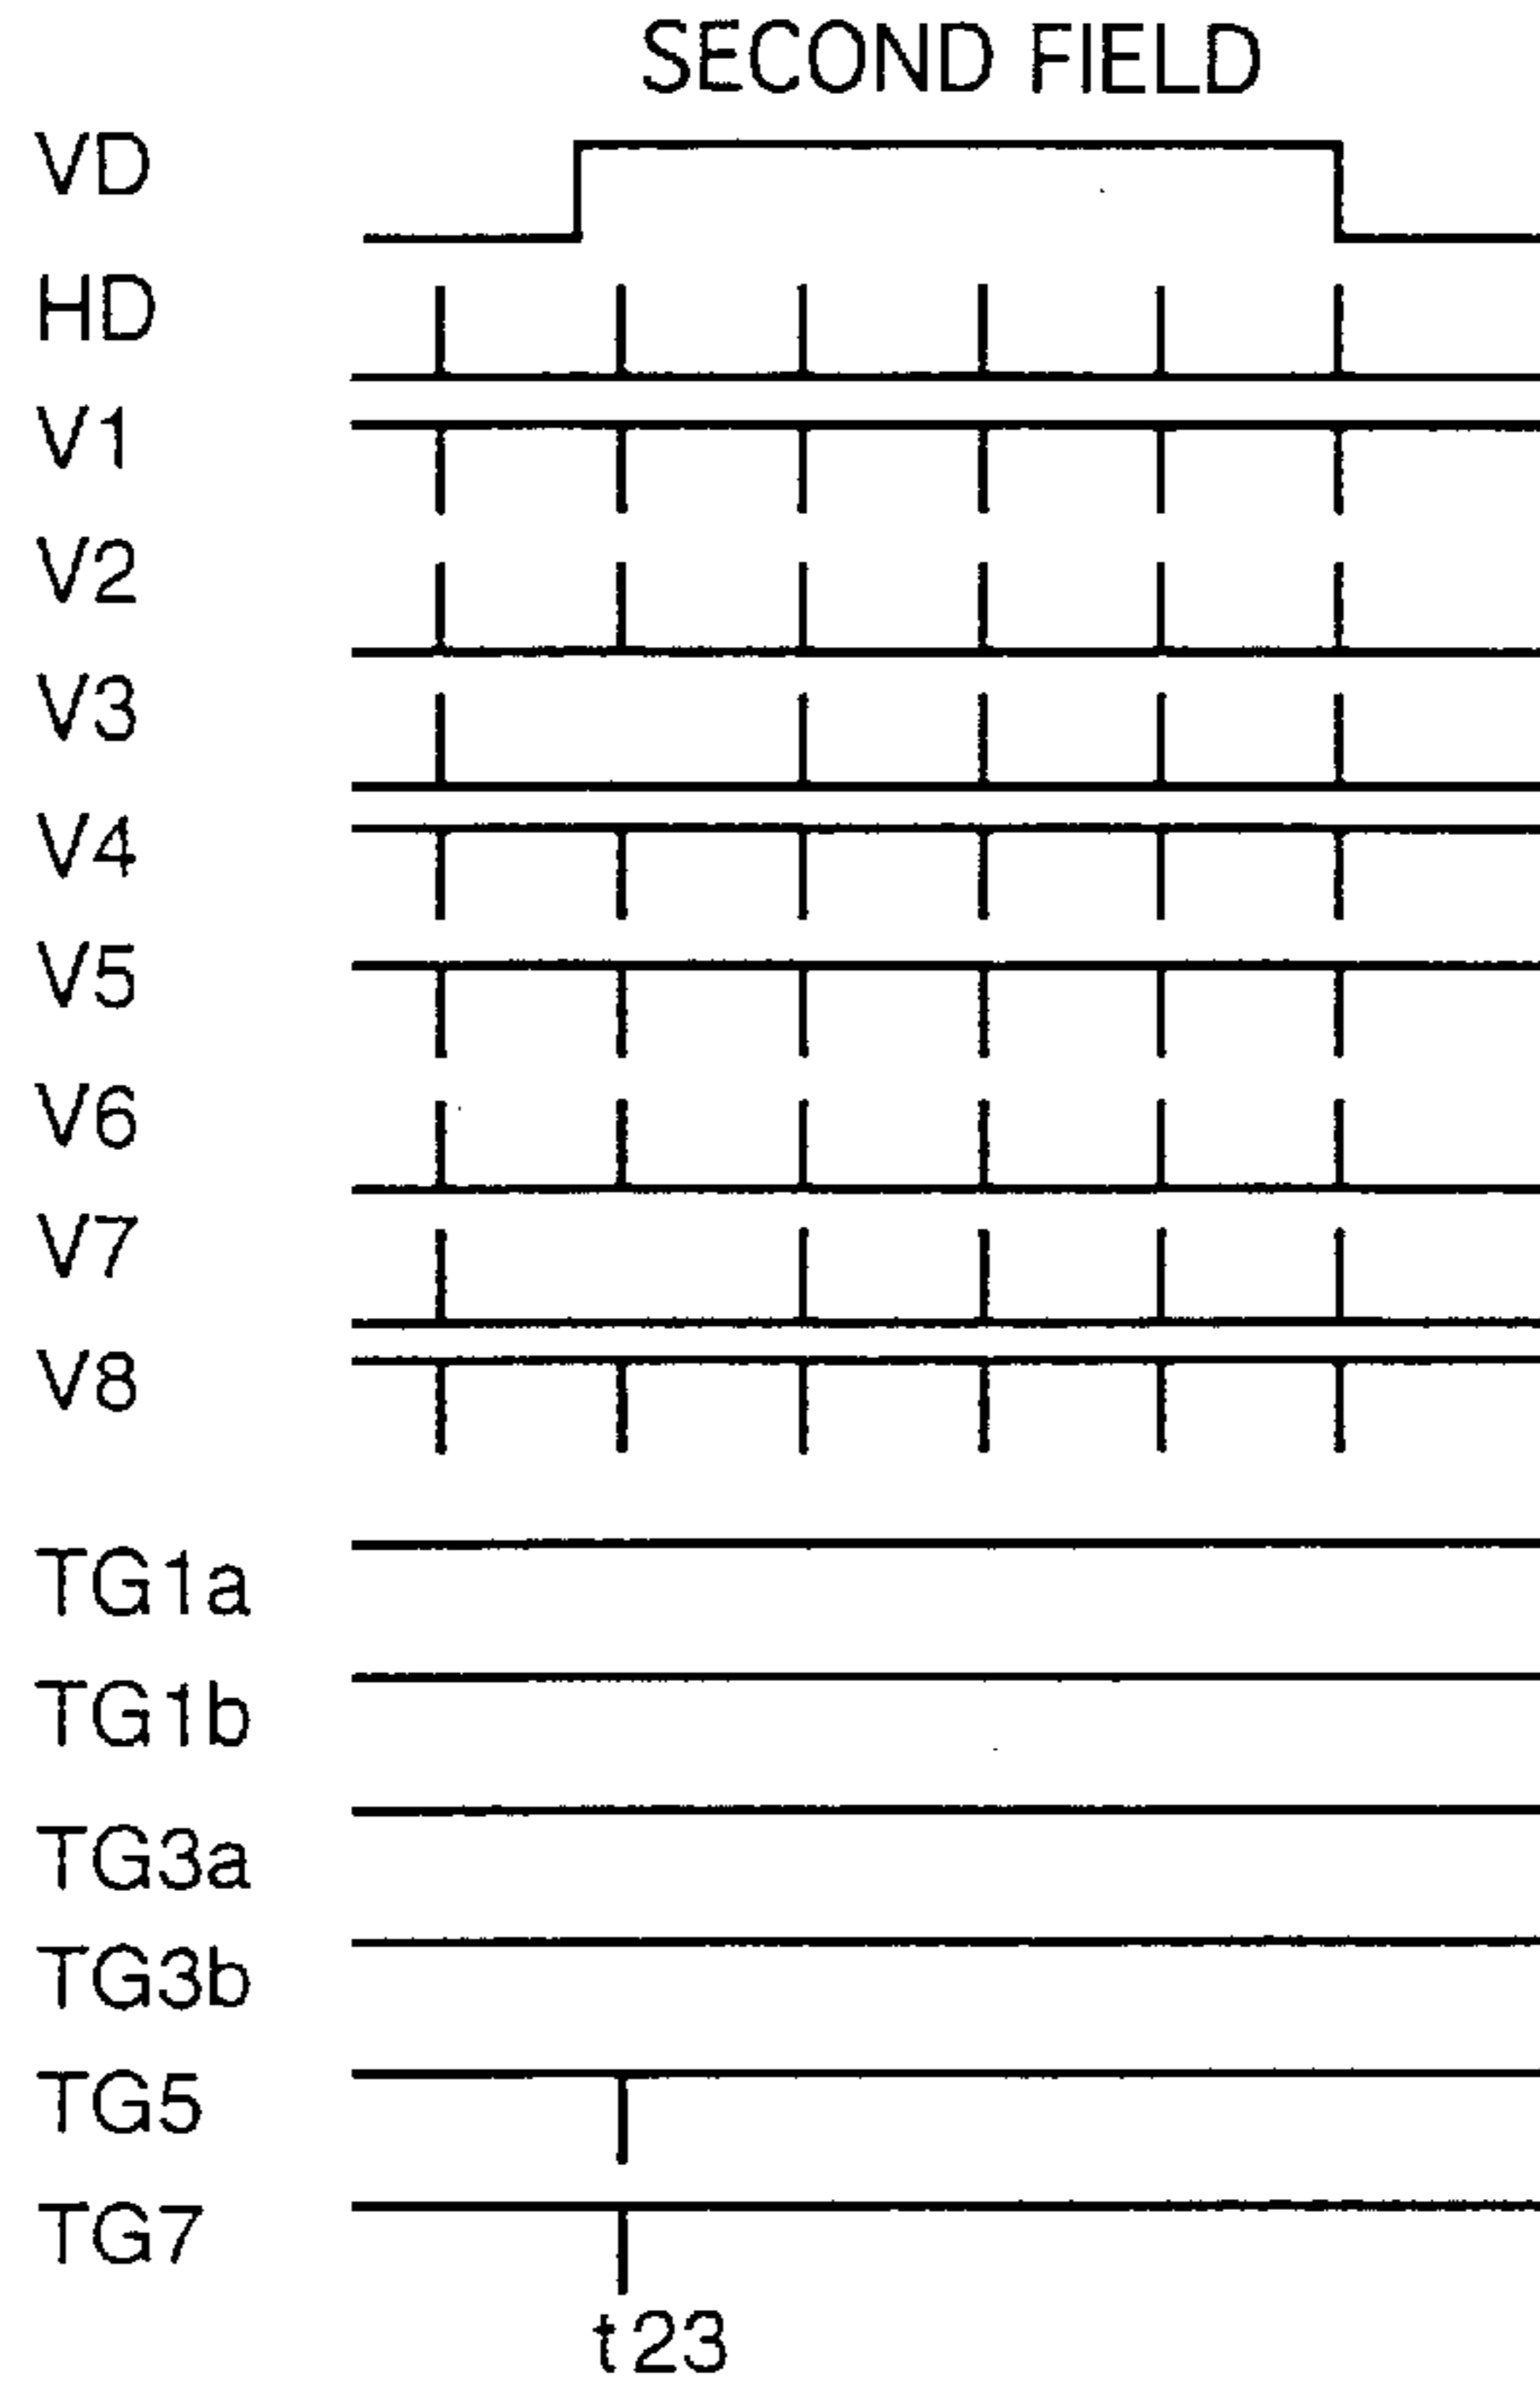 SECOND FIELD
VD
HD
V1
V2
V3
V4
V5
V6
V7
V8
TG1a
TG1b
TG3a
TG3b
TG5
TG7
t23